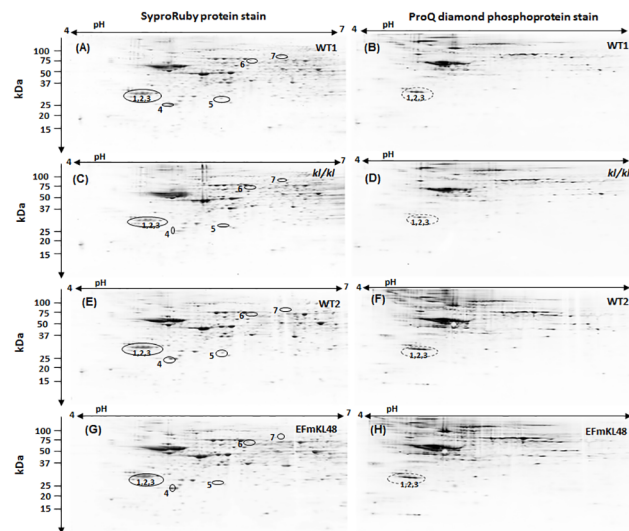 SyproRuby protein stain
ProQ diamond phosphoprotein stain
4 pH 7
4 pH 7
kDa
100
75
50
37
25
20
15
(A)
WT1
1,2,3
4
5
6
7
(B)
WT1
1,2,3
4 pH 7
4 pH 7
kDa
100
75
50
37
25
20
15
(C)
kl/kl
1,2,3
4
5
6
7
(D)
kl/kl
1,2,3
4 pH 7
4 pH 7
kDa
100
75
50
37
25
20
15
(E)
WT2
1,2,3
4
5
6
7
(F)
WT2
1,2,3
4 pH 7
4 pH 7
kDa
100
75
50
37
25
20
15
(G)
EFmKL48
1,2,3
4
5
6
7
(H)
EFmKL48
1,2,3